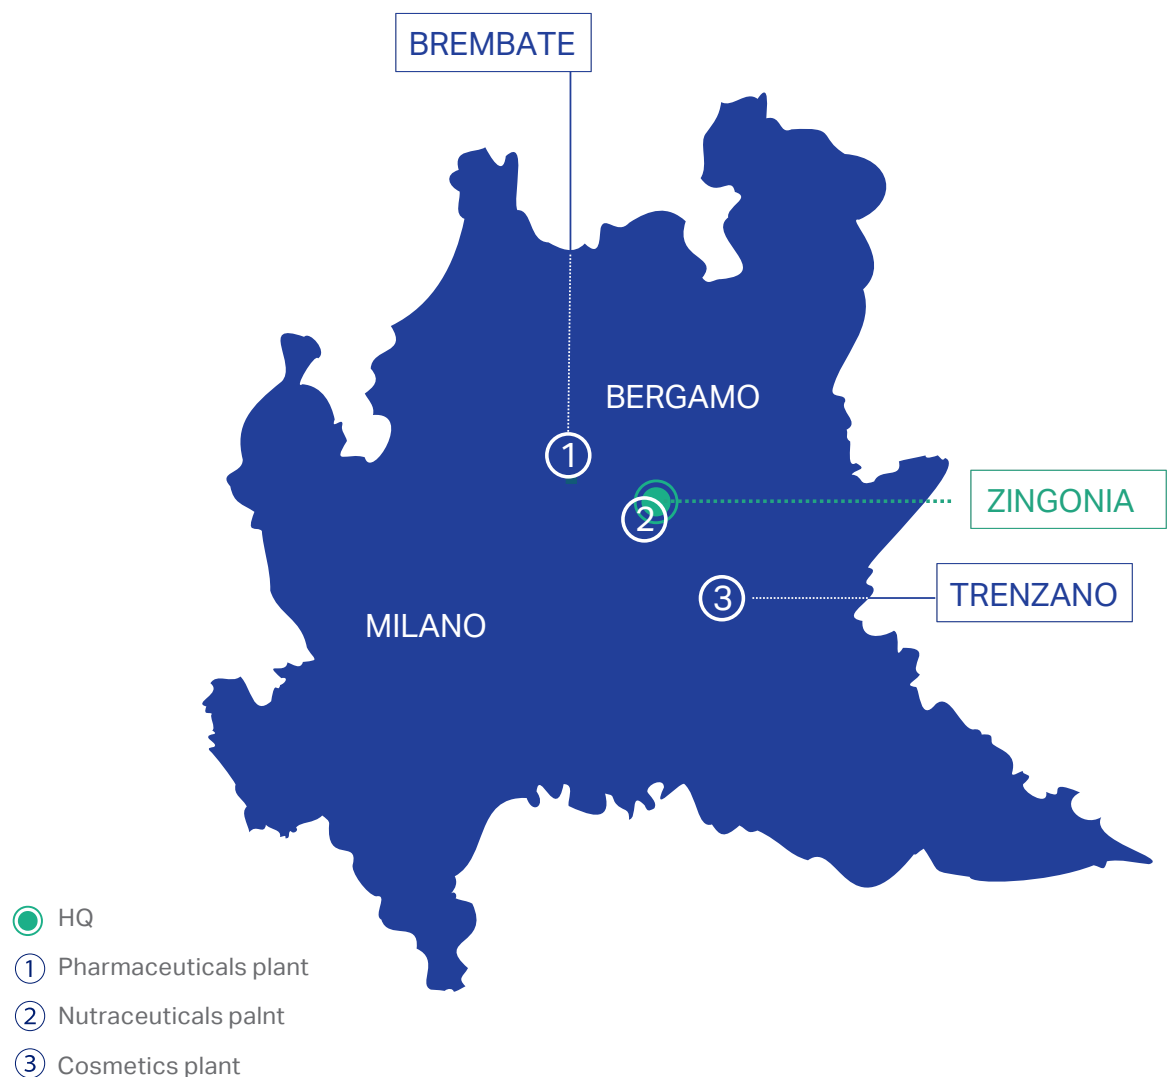 BREMBATE
BERGAMO
1
ZINGONIA
2
TRENZANO
3
MILANO
HQ
1 Pharmaceuticals plant
2 Nutraceuticals palnt
3 Cosmetics plant